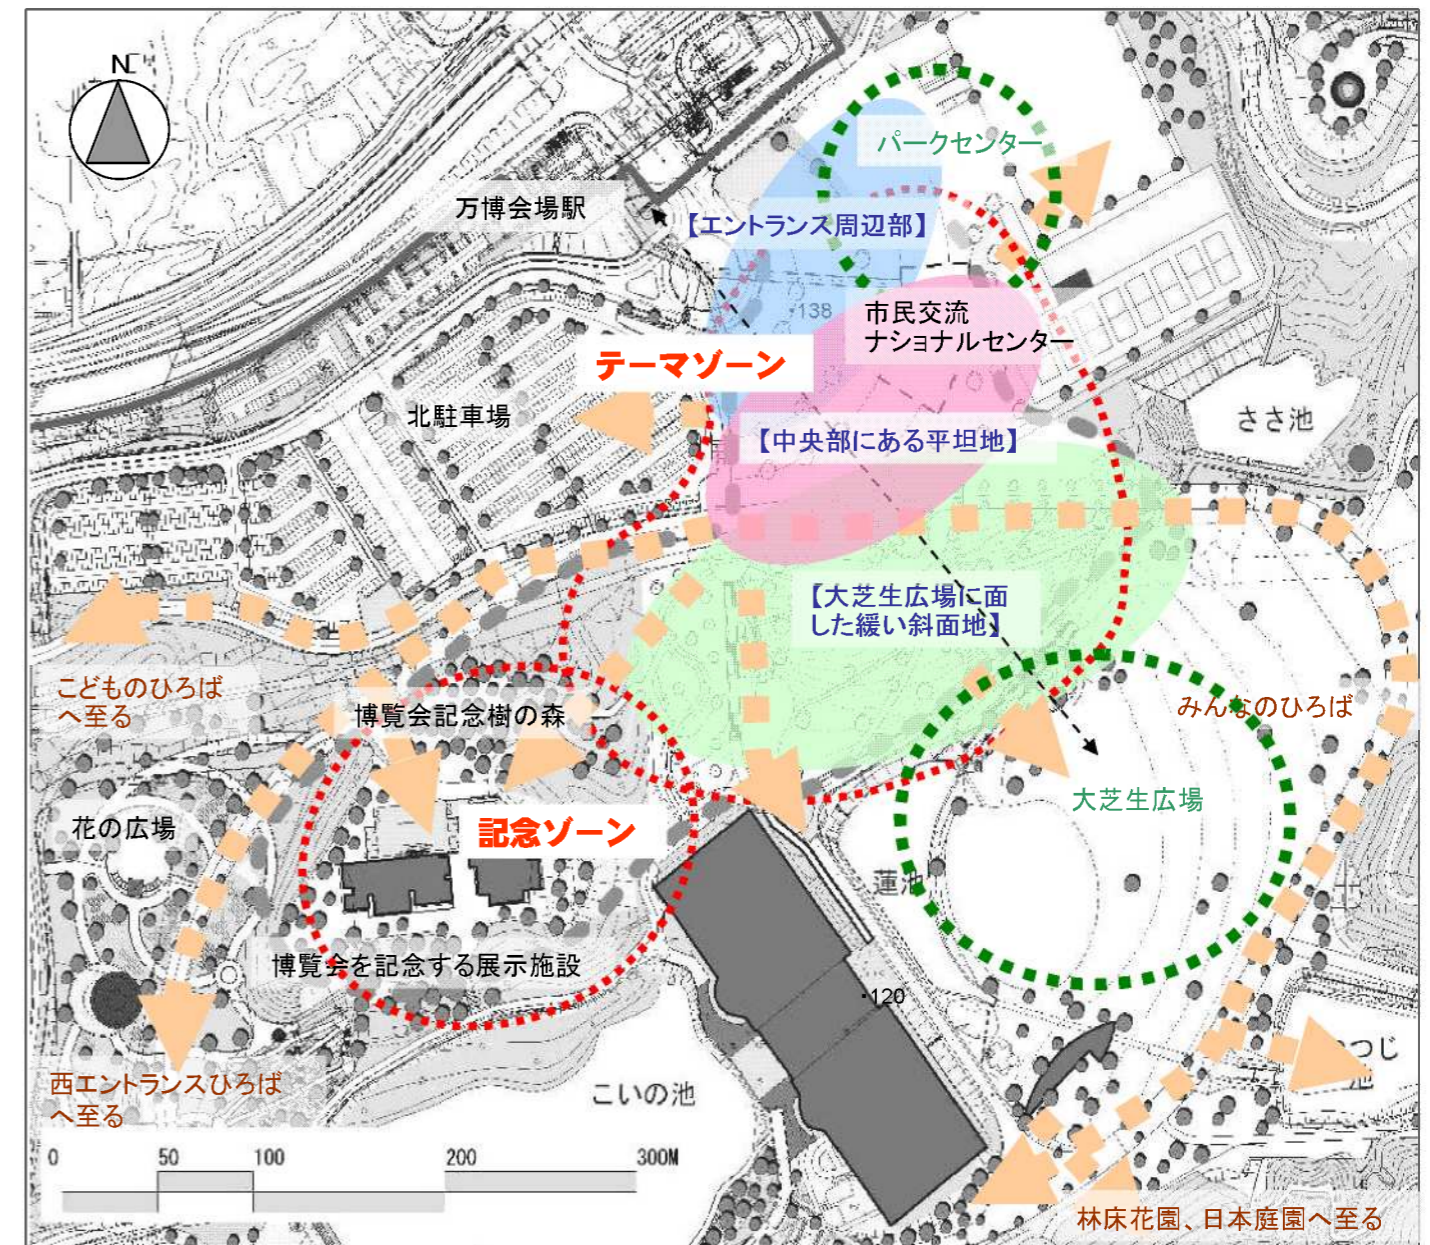 N
パークセンター
万博会場駅
【エントランス周辺部】
・138
市民交流
ナショナルセンター
テーマゾーン
北駐車場
ささ池
【中央部にある平坦地】
【大芝生広場に面
した緩い斜面地】
こどものひろば
へ至る
博覧会記念樹の森
みんなのひろば
大芝生広場
花の広場
記念ゾーン
蓮池
博覧会を記念する展示施設
・120
つじ
池
西エントランスひろば
へ至る
こいの池
0 50 100 200 300M
林床花園、日本庭園へ至る